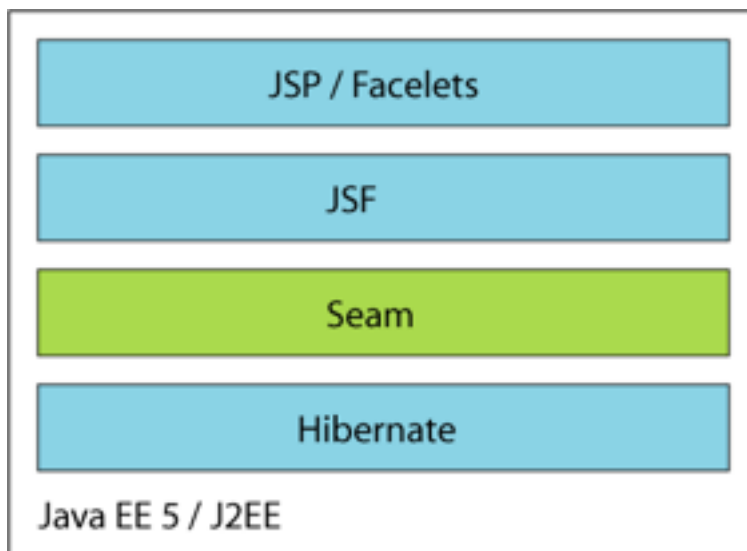 JSP / Facelets
JSF
Seam
Hibernate
Java EE 5 / J2EE